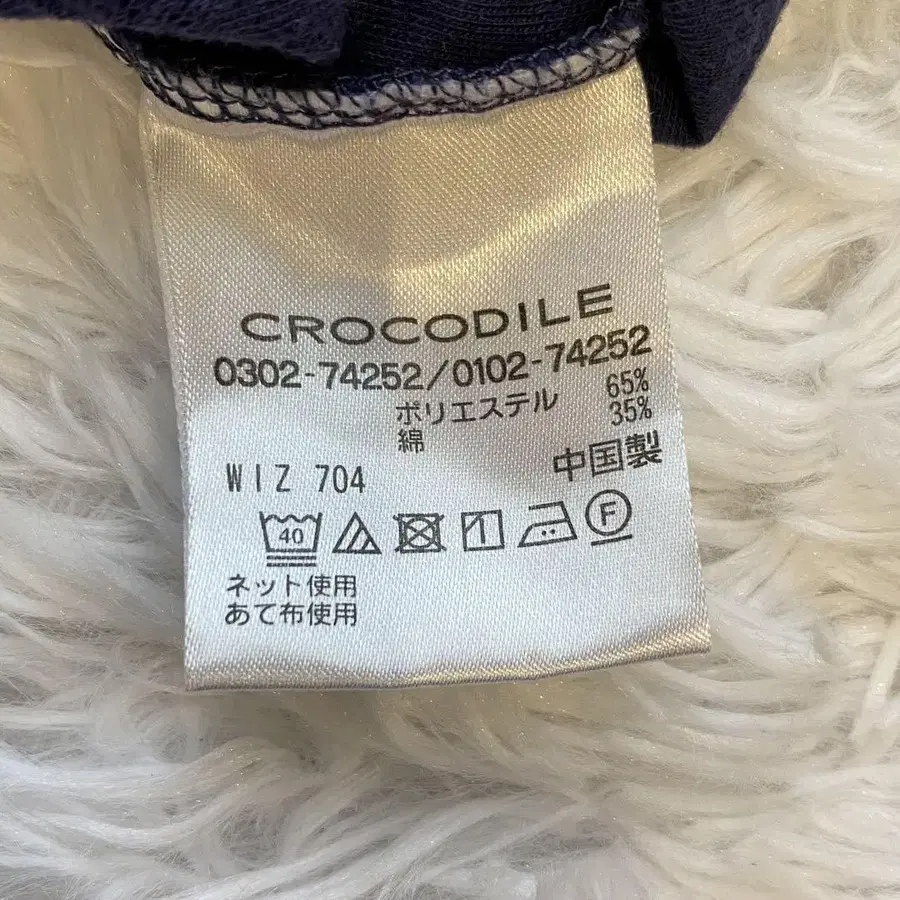 CROCODILE
0302-74252/0102-74252
ポリエステル 65%
綿 35%
中国製
WIZ 704
40 F
ネット使用
あて布使用